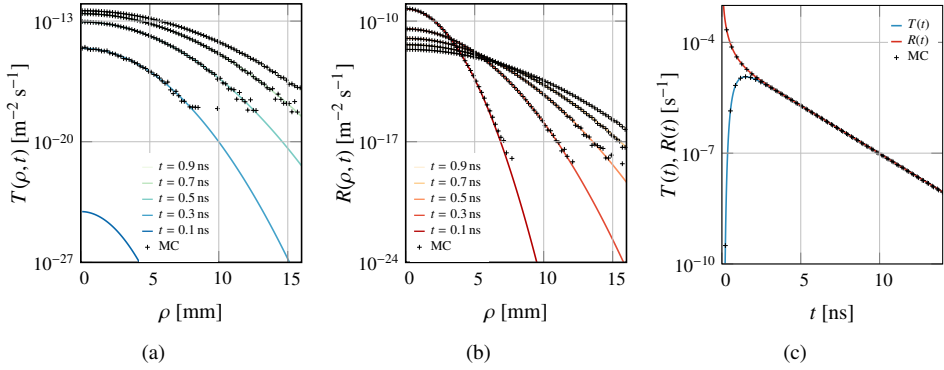 10⁻¹³
10⁻²⁰
10⁻²⁷
T(ρ, t) [m⁻² s⁻¹]
t = 0.9 ns
t = 0.7 ns
t = 0.5 ns
t = 0.3 ns
t = 0.1 ns
MC
0 5 10 15
ρ [mm]
(a)
10⁻¹⁰
10⁻¹⁷
10⁻²⁴
R(ρ, t) [m⁻² s⁻¹]
t = 0.9 ns
t = 0.7 ns
t = 0.5 ns
t = 0.3 ns
t = 0.1 ns
MC
0 5 10 15
ρ [mm]
(b)
10⁻⁴
10⁻⁷
10⁻¹⁰
T(t), R(t) [s⁻¹]
T(t)
R(t)
MC
0 5 10
t [ns]
(c)